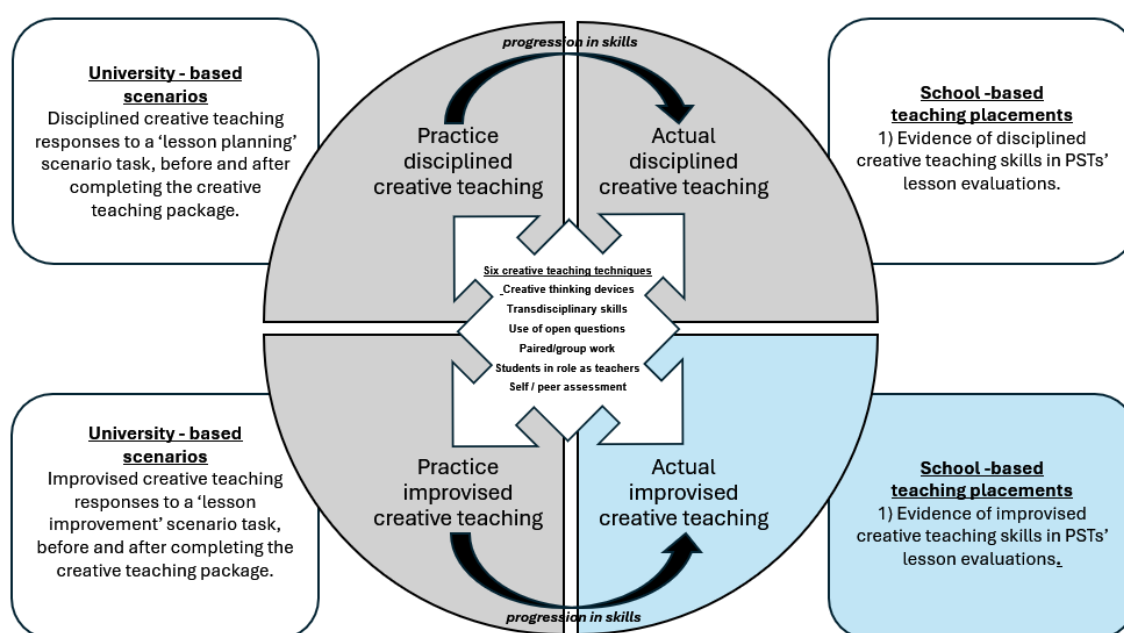 progression in skills
University - based
scenarios
Disciplined creative teaching
responses to a ‘lesson planning’
scenario task, before and after
completing the creative
teaching package.
Practice
disciplined
creative teaching
Actual
disciplined
creative teaching
School -based
teaching placements
1) Evidence of disciplined
creative teaching skills in PSTs’
lesson evaluations.
Six creative teaching techniques
Creative thinking devices
Transdisciplinary skills
Use of open questions
Paired/group work
Students in role as teachers
Self / peer assessment
University - based
scenarios
Improvised creative teaching
responses to a ‘lesson
improvement’ scenario task,
before and after completing the
creative teaching package.
Practice
improvised
creative teaching
Actual
improvised
creative teaching
School -based
teaching placements
1) Evidence of improvised
creative teaching skills in PSTs’
lesson evaluations.
progression in skills